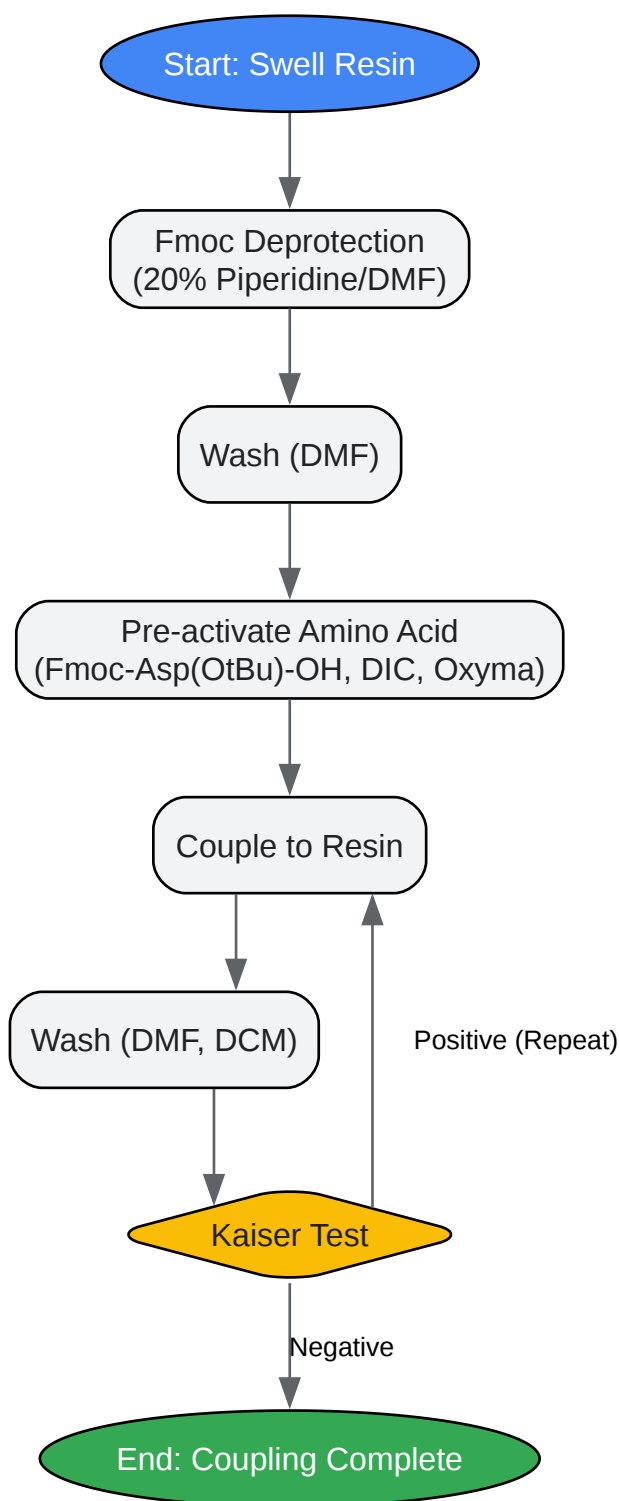 Start: Swell Resin
Fmoc Deprotection
(20% Piperidine/DMF)
Wash (DMF)
Pre-activate Amino Acid
(Fmoc-Asp(OtBu)-OH, DIC, Oxyma)
Couple to Resin
Wash (DMF, DCM)
Positive (Repeat)
Kaiser Test
Negative
End: Coupling Complete